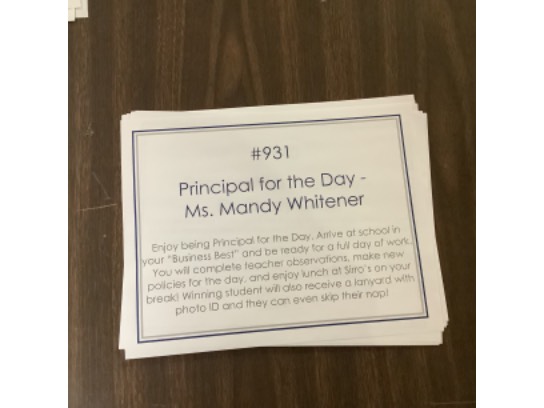 #931
Principal for the Day -
Ms. Mandy Whitener
Enjoy being Principal for the Day. Arrive at school in
your "Business Best" and be ready for a full day of work.
You will complete teacher observations, make new
policies for the day, and enjoy lunch at Sirro's on your
break! Winning student will also receive a lanyard with
photo ID and they can even skip their nap!